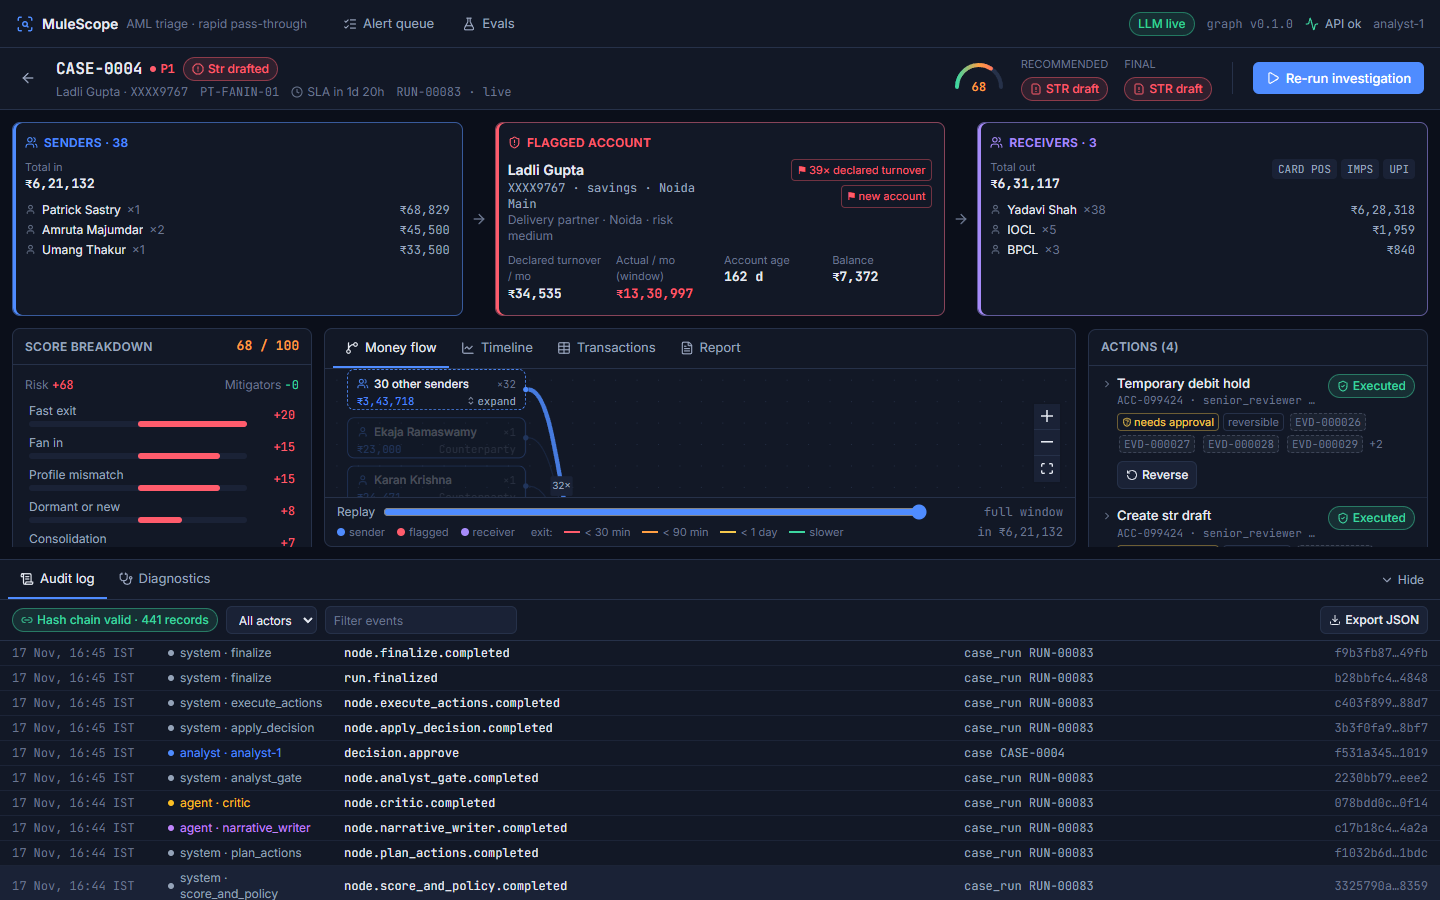 MuleScope AML triage · rapid pass-through Alert queue Evals LLM live graph v0.1.0 API ok analyst-1
CASE-0004 P1 Str drafted
Ladli Gupta · XXXX9767 PT-FANIN-01 SLA in 1d 20h RUN-00083 · live
68
RECOMMENDED FINAL
STR draft STR draft
Re-run investigation
SENDERS · 38
Total in
₹6,21,132
Patrick Sastry ×1 ₹68,829
Amruta Majumdar ×2 ₹45,500
Umang Thakur ×1 ₹33,500
FLAGGED ACCOUNT
Ladli Gupta
XXXX9767 · savings · Noida
Main
Delivery partner · Noida · risk
medium
39× declared turnover
new account
Declared turnover
/ mo
₹34,535
Actual / mo
(window)
₹13,30,997
Account age
162 d
Balance
₹7,372
RECEIVERS · 3
Total out
₹6,31,117
CARD POS IMPS UPI
Yadavi Shah ×38 ₹6,28,318
IOCL ×5 ₹1,959
BPCL ×3 ₹840
SCORE BREAKDOWN 68 / 100
Risk +68 Mitigators -0
Fast exit +20
Fan in +15
Profile mismatch +15
Dormant or new +8
Consolidation +7
Money flow Timeline Transactions Report
30 other senders ×32
₹3,43,718 expand
Ekaja Ramaswamy ×1
₹23,000 Counterparty
Karan Krishna ×1
32×
Replay full window
sender flagged receiver exit: < 30 min < 90 min < 1 day slower in ₹6,21,132
ACTIONS (4)
Temporary debit hold Executed
ACC-099424 · senior_reviewer …
needs approval reversible EVD-000026
EVD-000027 EVD-000028 EVD-000029 +2
Reverse
Create str draft Executed
ACC-099424 · senior_reviewer …
Audit log Diagnostics Hide
Hash chain valid · 441 records All actors Filter events Export JSON
17 Nov, 16:45 IST system · finalize node.finalize.completed case_run RUN-00083 f9b3fb87…49fb
17 Nov, 16:45 IST system · finalize run.finalized case_run RUN-00083 b28bbfc4…4848
17 Nov, 16:45 IST system · execute_actions node.execute_actions.completed case_run RUN-00083 c403f899…88d7
17 Nov, 16:45 IST system · apply_decision node.apply_decision.completed case_run RUN-00083 3b3f0fa9…8bf7
17 Nov, 16:45 IST analyst · analyst-1 decision.approve case CASE-0004 f531a345…1019
17 Nov, 16:45 IST system · analyst_gate node.analyst_gate.completed case_run RUN-00083 2230bb79…eee2
17 Nov, 16:44 IST agent · critic node.critic.completed case_run RUN-00083 078bdd0c…0f14
17 Nov, 16:44 IST agent · narrative_writer node.narrative_writer.completed case_run RUN-00083 c17b18c4…4a2a
17 Nov, 16:44 IST system · plan_actions node.plan_actions.completed case_run RUN-00083 f1032b6d…1bdc
17 Nov, 16:44 IST system · score_and_policy node.score_and_policy.completed case_run RUN-00083 3325790a…8359